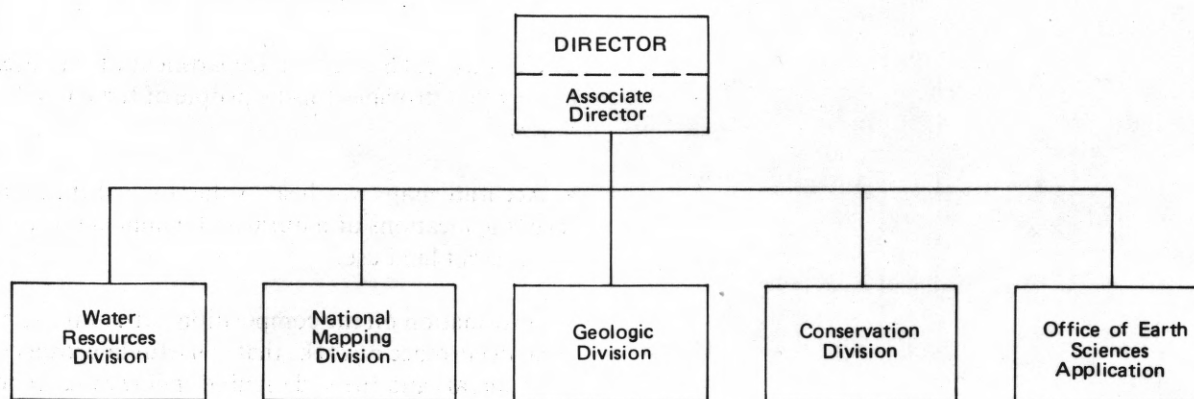 DIRECTOR
Associate
Director
Water
Resources
Division
National
Mapping
Division
Geologic
Division
Conservation
Division
Office of Earth
Sciences
Application